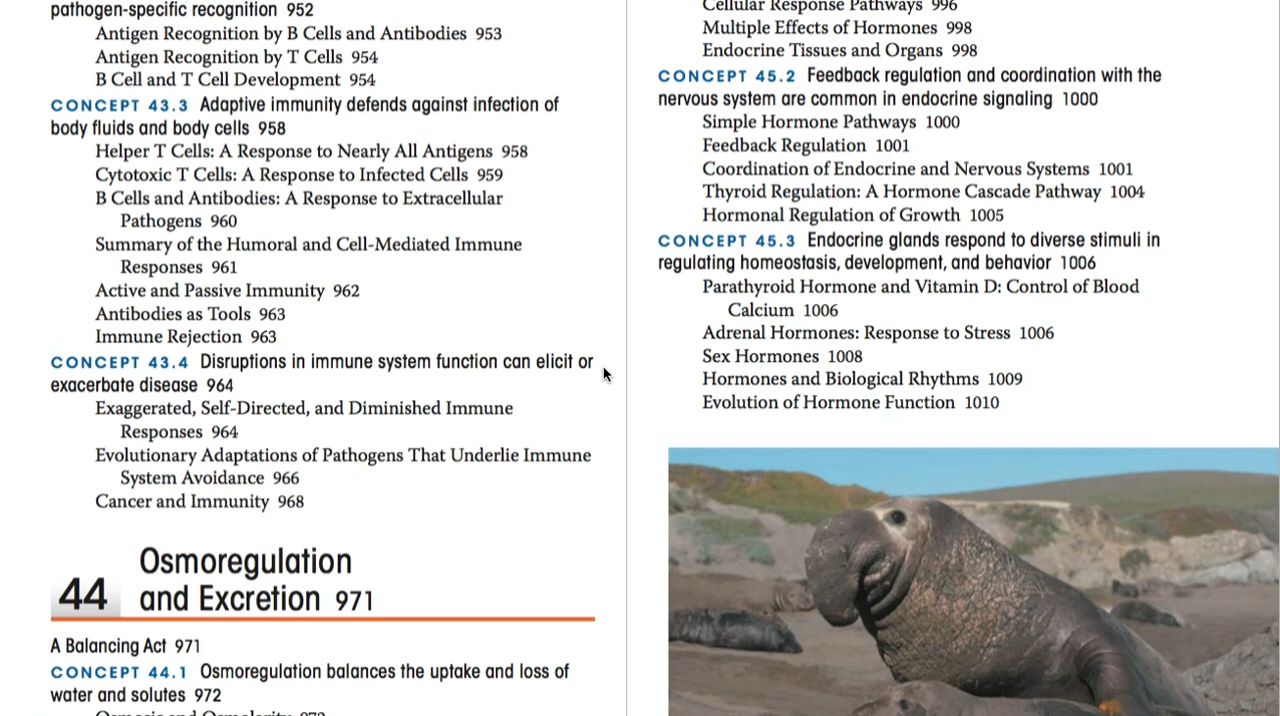 pathogen-specific recognition 952
Antigen Recognition by B Cells and Antibodies 953
Antigen Recognition by T Cells 954
B Cell and T Cell Development 954
CONCEPT 43.3 Adaptive immunity defends against infection of
body fluids and body cells 958
Helper T Cells: A Response to Nearly All Antigens 958
Cytotoxic T Cells: A Response to Infected Cells 959
B Cells and Antibodies: A Response to Extracellular
Pathogens 960
Summary of the Humoral and Cell-Mediated Immune
Responses 961
Active and Passive Immunity 962
Antibodies as Tools 963
Immune Rejection 963
CONCEPT 43.4 Disruptions in immune system function can elicit or
exacerbate disease 964
Exaggerated, Self-Directed, and Diminished Immune
Responses 964
Evolutionary Adaptations of Pathogens That Underlie Immune
System Avoidance 966
Cancer and Immunity 968
Osmoregulation
44 and Excretion 971
A Balancing Act 971
CONCEPT 44.1 Osmoregulation balances the uptake and loss of
water and solutes 972
Osmosis and Osmolarity 972
Cellular Response Pathways 996
Multiple Effects of Hormones 998
Endocrine Tissues and Organs 998
CONCEPT 45.2 Feedback regulation and coordination with the
nervous system are common in endocrine signaling 1000
Simple Hormone Pathways 1000
Feedback Regulation 1001
Coordination of Endocrine and Nervous Systems 1001
Thyroid Regulation: A Hormone Cascade Pathway 1004
Hormonal Regulation of Growth 1005
CONCEPT 45.3 Endocrine glands respond to diverse stimuli in
regulating homeostasis, development, and behavior 1006
Parathyroid Hormone and Vitamin D: Control of Blood
Calcium 1006
Adrenal Hormones: Response to Stress 1006
Sex Hormones 1008
Hormones and Biological Rhythms 1009
Evolution of Hormone Function 1010